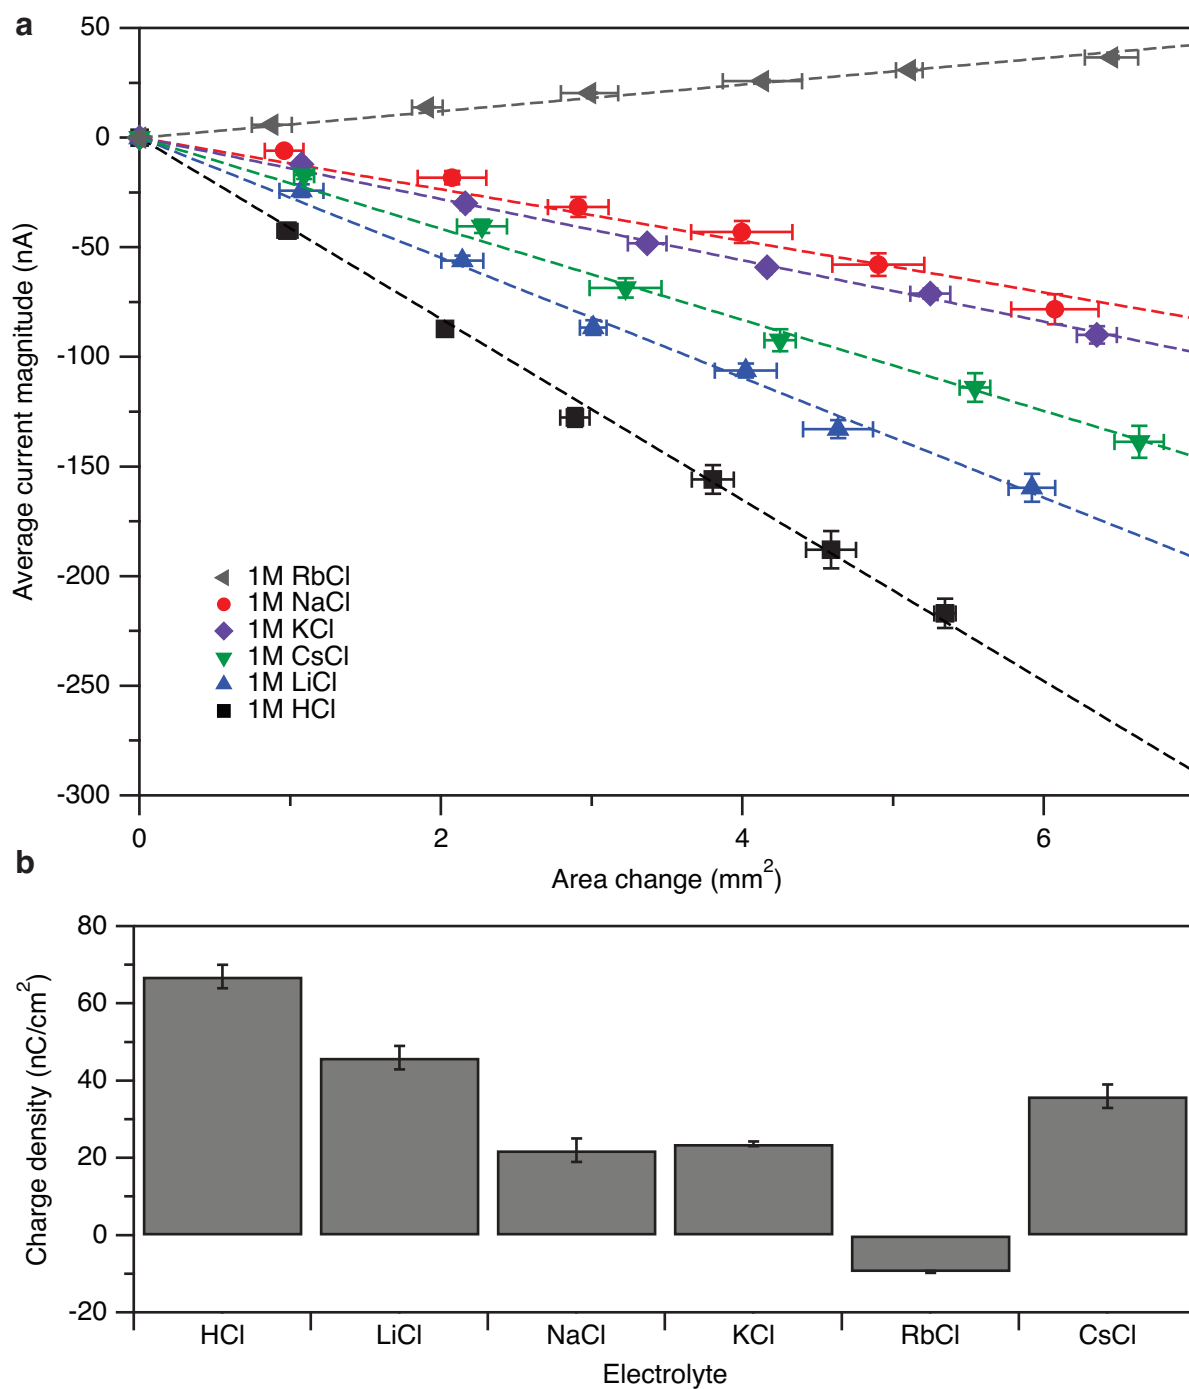 a
50
0
-50
-100
-150
-200
-250
-300
Average current magnitude (nA)
1M RbCl
1M NaCl
1M KCl
1M CsCl
1M LiCl
1M HCl
0 2 4 6
Area change (mm²)
b
80
60
40
20
0
-20
Charge density (nC/cm²)
HCl LiCl NaCl KCl RbCl CsCl
Electrolyte